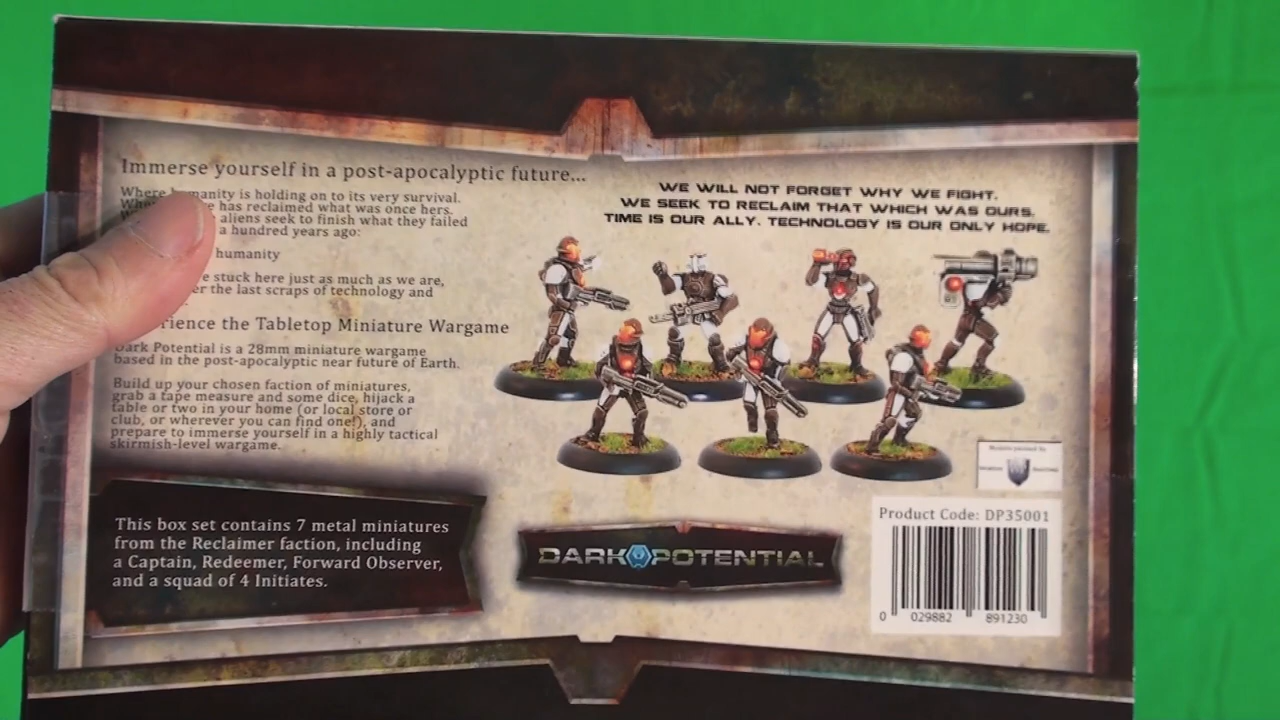 Immerse yourself in a post-apocalyptic future...
Where humanity is holding on to its very survival.
has reclaimed what was once hers.
aliens seek to finish what they failed
a hundred years ago:
humanity
stuck here just as much as we are,
the last scraps of technology and
the Tabletop Miniature Wargame
Dark Potential is a 28mm miniature wargame
based in the post-apocalyptic near future of Earth.
Build up your chosen faction of miniatures,
grab a tape measure and some dice, hijack a
table or two in your home (or local store or
club, or wherever you can find one!), and
prepare to immerse yourself in a highly tactical
skirmish-level wargame.
This box set contains 7 metal miniatures
from the Reclaimer faction, including
a Captain, Redeemer, Forward Observer,
and a squad of 4 Initiates.
WE WILL NOT FORGET WHY WE FIGHT.
WE SEEK TO RECLAIM THAT WHICH WAS OURS.
TIME IS OUR ALLY. TECHNOLOGY IS OUR ONLY HOPE.
DARK POTENTIAL
Models painted by
Product Code: DP35001
0 029882 891230